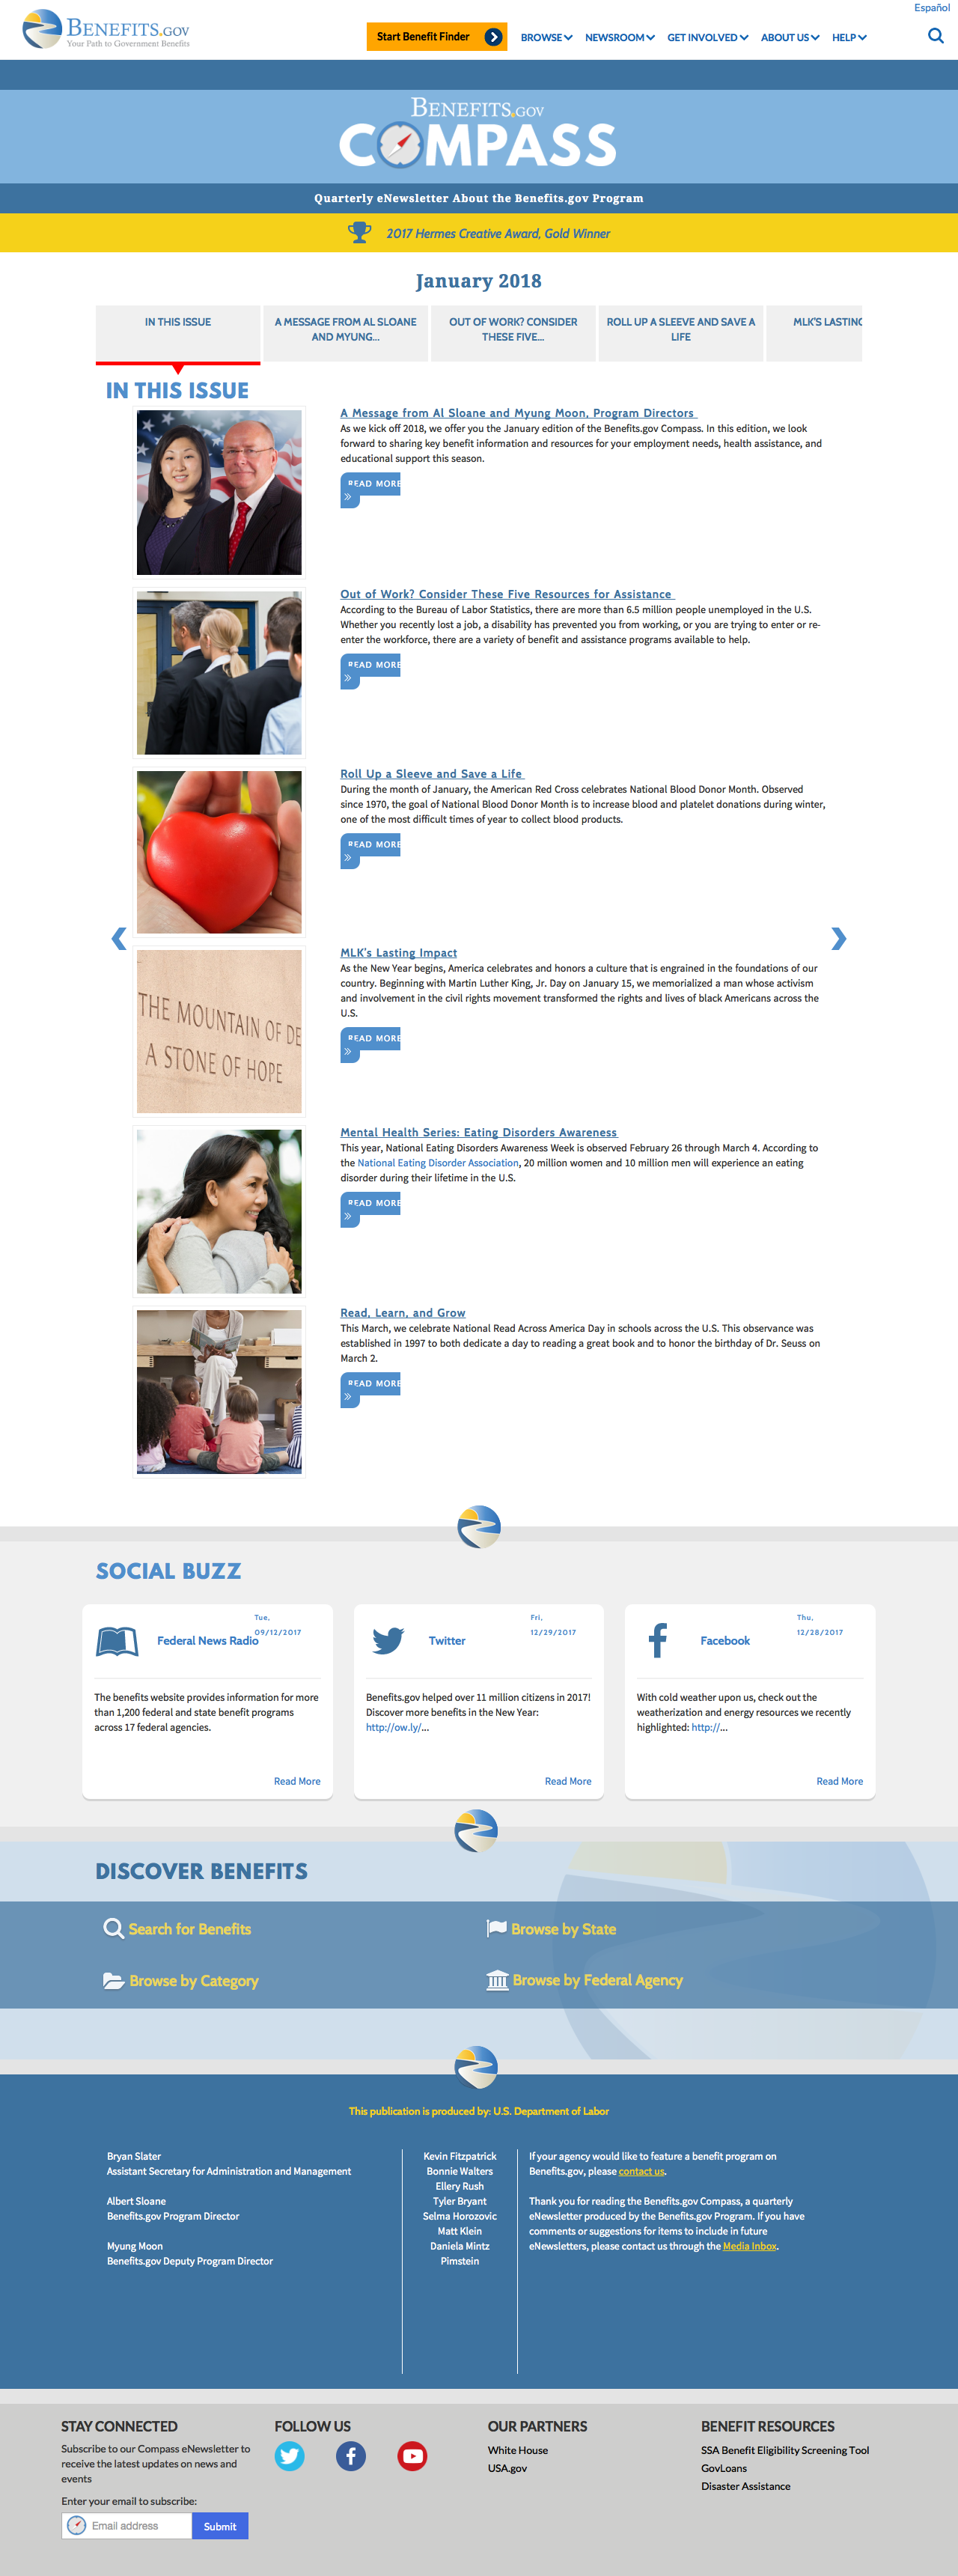 Español
BENEFITS.GOV
Your Path to Government Benefits
Start Benefit Finder
BROWSE
NEWSROOM
GET INVOLVED
ABOUT US
HELP
BENEFITS.GOV
COMPASS
Quarterly eNewsletter About the Benefits.gov Program
2017 Hermes Creative Award, Gold Winner
January 2018
IN THIS ISSUE
A MESSAGE FROM AL SLOANE
AND MYUNG...
OUT OF WORK? CONSIDER
THESE FIVE...
ROLL UP A SLEEVE AND SAVE A
LIFE
MLK'S LASTING
IN THIS ISSUE
A Message from Al Sloane and Myung Moon, Program Directors
As we kick off 2018, we offer you the January edition of the Benefits.gov Compass. In this edition, we look
forward to sharing key benefit information and resources for your employment needs, health assistance, and
educational support this season.
READ MORE
»
Out of Work? Consider These Five Resources for Assistance
According to the Bureau of Labor Statistics, there are more than 6.5 million people unemployed in the U.S.
Whether you recently lost a job, a disability has prevented you from working, or you are trying to enter or re-
enter the workforce, there are a variety of benefit and assistance programs available to help.
READ MORE
»
Roll Up a Sleeve and Save a Life
During the month of January, the American Red Cross celebrates National Blood Donor Month. Observed
since 1970, the goal of National Blood Donor Month is to increase blood and platelet donations during winter,
one of the most difficult times of year to collect blood products.
READ MORE
»
THE MOUNTAIN OF DE
A STONE OF HOPE
MLK's Lasting Impact
As the New Year begins, America celebrates and honors a culture that is engrained in the foundations of our
country. Beginning with Martin Luther King, Jr. Day on January 15, we memorialized a man whose activism
and involvement in the civil rights movement transformed the rights and lives of black Americans across the
U.S.
READ MORE
»
Mental Health Series: Eating Disorders Awareness
This year, National Eating Disorders Awareness Week is observed February 26 through March 4. According to
the National Eating Disorder Association, 20 million women and 10 million men will experience an eating
disorder during their lifetime in the U.S.
READ MORE
»
Read, Learn, and Grow
This March, we celebrate National Read Across America Day in schools across the U.S. This observance was
established in 1997 to both dedicate a day to reading a great book and to honor the birthday of Dr. Seuss on
March 2.
READ MORE
»
SOCIAL BUZZ
Federal News Radio
Tue,
09/12/2017
The benefits website provides information for more
than 1,200 federal and state benefit programs
across 17 federal agencies.
Read More
Twitter
Fri,
12/29/2017
Benefits.gov helped over 11 million citizens in 2017!
Discover more benefits in the New Year:
http://ow.ly/...
Read More
Facebook
Thu,
12/28/2017
With cold weather upon us, check out the
weatherization and energy resources we recently
highlighted: http://...
Read More
DISCOVER BENEFITS
Search for Benefits
Browse by State
Browse by Category
Browse by Federal Agency
This publication is produced by: U.S. Department of Labor
Bryan Slater
Assistant Secretary for Administration and Management
Albert Sloane
Benefits.gov Program Director
Myung Moon
Benefits.gov Deputy Program Director
Kevin Fitzpatrick
Bonnie Walters
Ellery Rush
Tyler Bryant
Selma Horozovic
Matt Klein
Daniela Mintz
Pimstein
If your agency would like to feature a benefit program on
Benefits.gov, please contact us.
Thank you for reading the Benefits.gov Compass, a quarterly
eNewsletter produced by the Benefits.gov Program. If you have
comments or suggestions for items to include in future
eNewsletters, please contact us through the Media Inbox.
STAY CONNECTED
Subscribe to our Compass eNewsletter to
receive the latest updates on news and
events
Enter your email to subscribe:
Email address
Submit
FOLLOW US
OUR PARTNERS
White House
USA.gov
BENEFIT RESOURCES
SSA Benefit Eligibility Screening Tool
GovLoans
Disaster Assistance